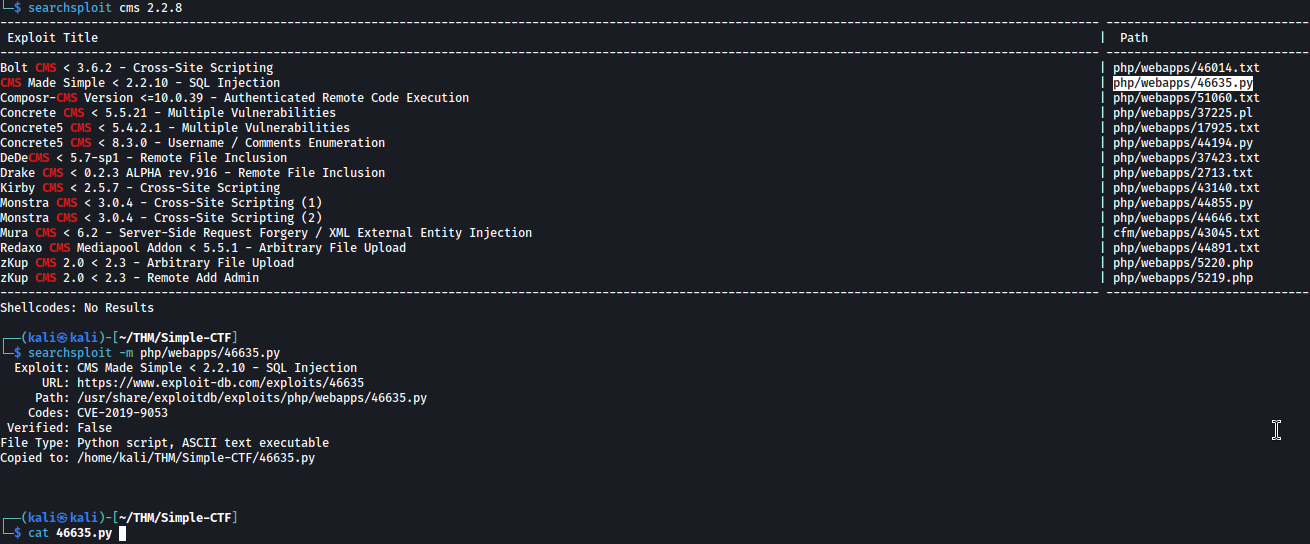 └─$ searchsploit cms 2.2.8
Exploit Title | Path
Bolt CMS < 3.6.2 - Cross-Site Scripting | php/webapps/46014.txt
CMS Made Simple < 2.2.10 - SQL Injection | php/webapps/46635.py
Composr-CMS Version <=10.0.39 - Authenticated Remote Code Execution | php/webapps/51060.txt
Concrete CMS < 5.5.21 - Multiple Vulnerabilities | php/webapps/37225.pl
Concrete5 CMS < 5.4.2.1 - Multiple Vulnerabilities | php/webapps/17925.txt
Concrete5 CMS < 8.3.0 - Username / Comments Enumeration | php/webapps/44194.py
DeDeCMS < 5.7-sp1 - Remote File Inclusion | php/webapps/37423.txt
Drake CMS < 0.2.3 ALPHA rev.916 - Remote File Inclusion | php/webapps/2713.txt
Kirby CMS < 2.5.7 - Cross-Site Scripting | php/webapps/43140.txt
Monstra CMS < 3.0.4 - Cross-Site Scripting (1) | php/webapps/44855.py
Monstra CMS < 3.0.4 - Cross-Site Scripting (2) | php/webapps/44646.txt
Mura CMS < 6.2 - Server-Side Request Forgery / XML External Entity Injection | cfm/webapps/43045.txt
Redaxo CMS Mediapool Addon < 5.5.1 - Arbitrary File Upload | php/webapps/44891.txt
zKup CMS 2.0 < 2.3 - Arbitrary File Upload | php/webapps/5220.php
zKup CMS 2.0 < 2.3 - Remote Add Admin | php/webapps/5219.php
Shellcodes: No Results
┌──(kali㉿kali)-[~/THM/Simple-CTF]
└─$ searchsploit -m php/webapps/46635.py
Exploit: CMS Made Simple < 2.2.10 - SQL Injection
URL: https://www.exploit-db.com/exploits/46635
Path: /usr/share/exploitdb/exploits/php/webapps/46635.py
Codes: CVE-2019-9053
Verified: False
File Type: Python script, ASCII text executable
Copied to: /home/kali/THM/Simple-CTF/46635.py
┌──(kali㉿kali)-[~/THM/Simple-CTF]
└─$ cat 46635.py